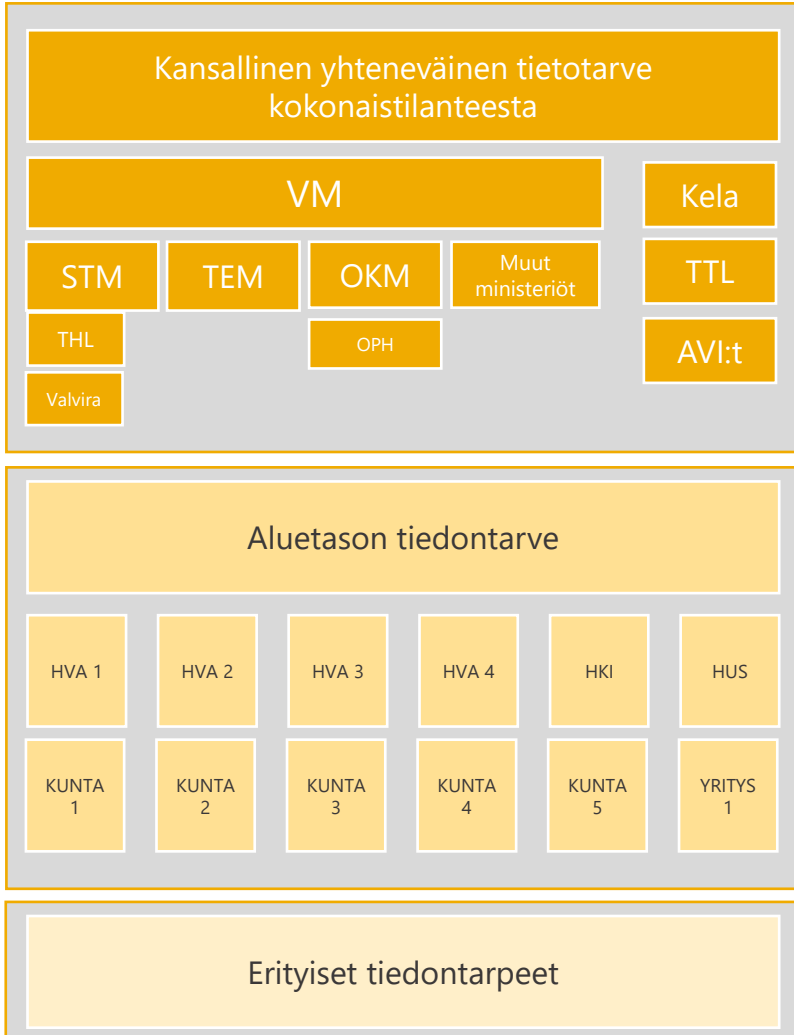 Kansallinen yhteneväinen tietotarve
kokonaistilanteesta
VM
Kela
STM
TEM
OKM
Muut
ministeriöt
TTL
THL
OPH
AVI:t
Valvira
Aluetason tiedontarve
HVA 1
HVA 2
HVA 3
HVA 4
HKI
HUS
KUNTA
1
KUNTA
2
KUNTA
3
KUNTA
4
KUNTA
5
YRITYS
1
Erityiset tiedontarpeet